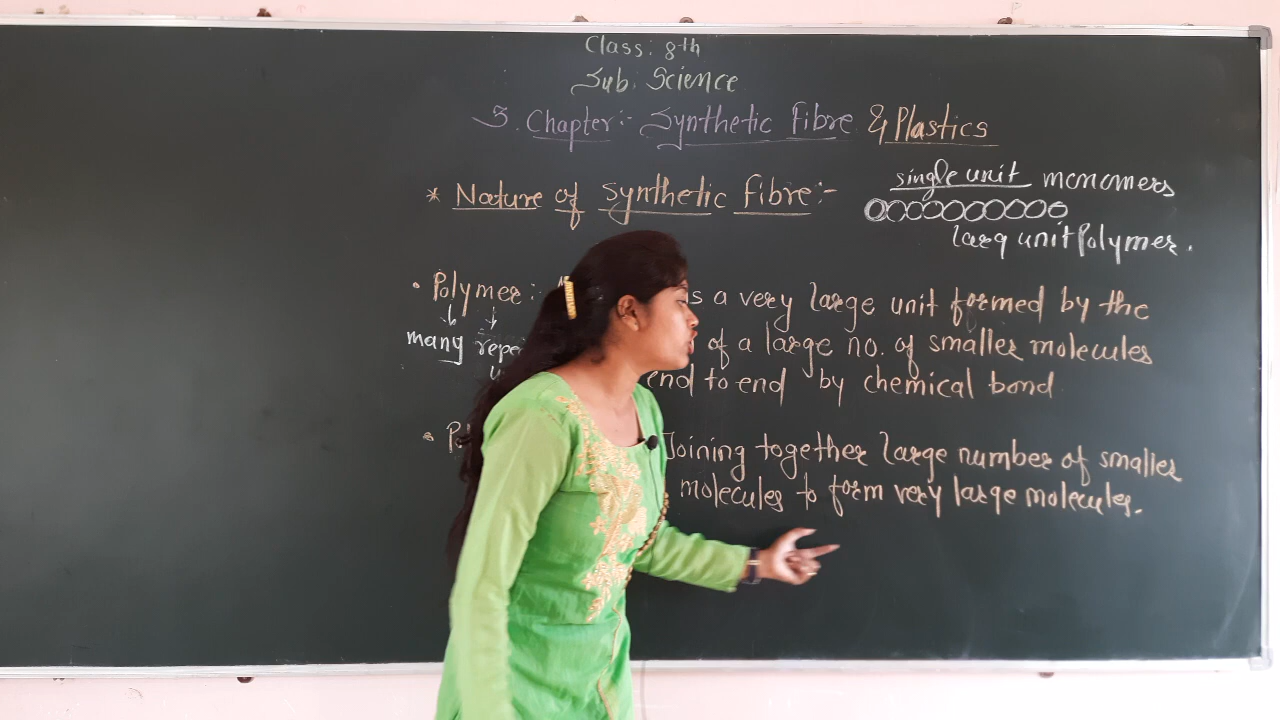 Class: 8th
Sub: Science
3. Chapter:- Synthetic Fibre & Plastics
* Nature of Synthetic Fibre:-
single unit monomers
larg unit Polymer.
• Polymer: is a very large unit formed by the
many
of a large no. of smaller molecules
end to end by chemical bond
Joining together large number of smaller
molecules to form very large molecules.